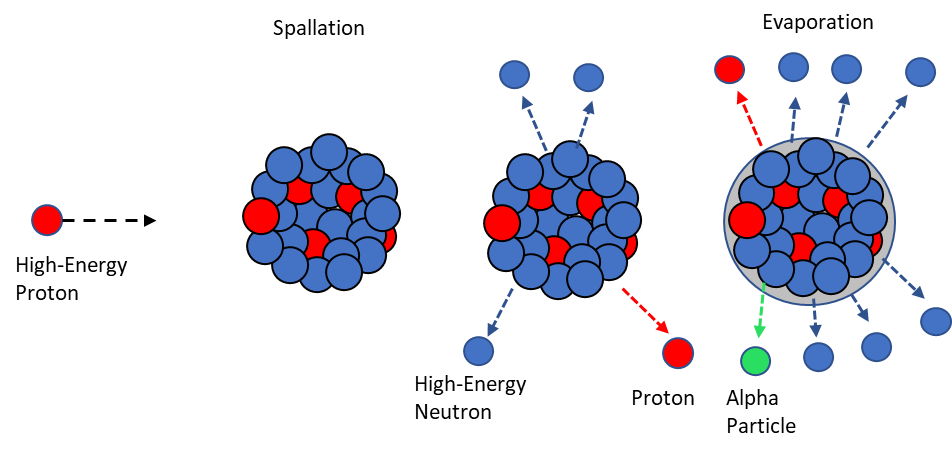 Spallation
Evaporation
High-Energy
Proton
High-Energy
Neutron
Proton
Alpha
Particle